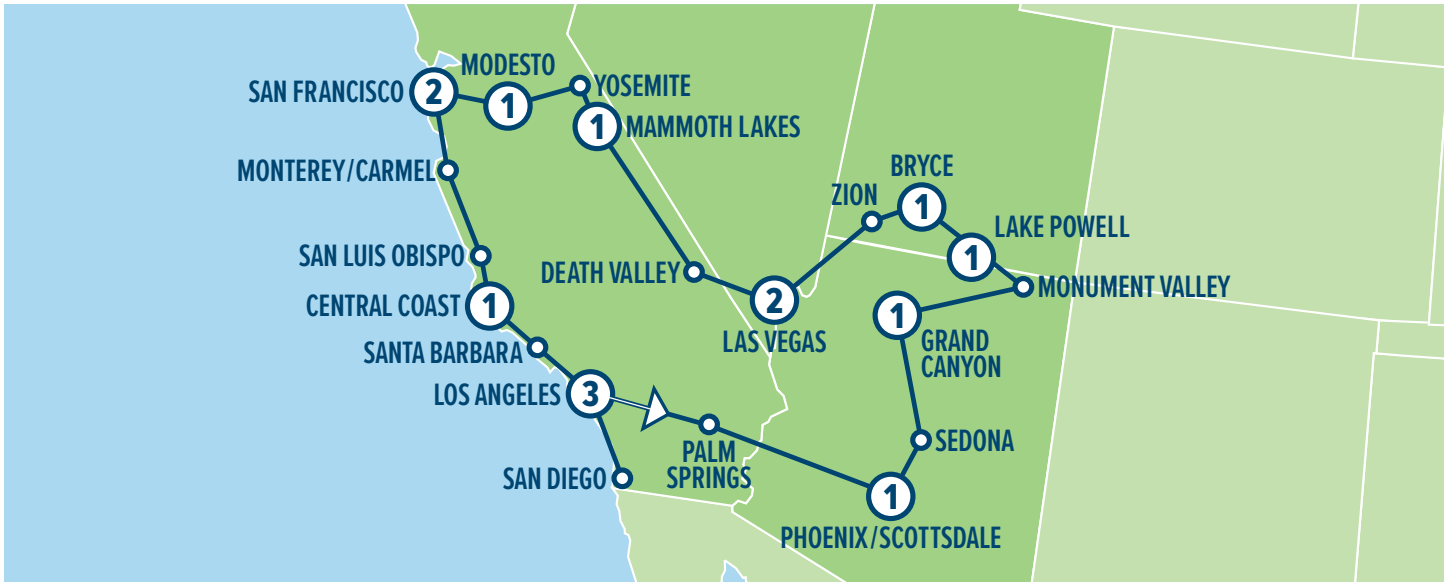 MODESTO
SAN FRANCISCO
2
1
YOSEMITE
1
MAMMOTH LAKES
MONTEREY/CARMEL
BRYCE
ZION
1
LAKE POWELL
1
SAN LUIS OBISPO
DEATH VALLEY
MONUMENT VALLEY
CENTRAL COAST
1
2
LAS VEGAS
1
GRAND
CANYON
SANTA BARBARA
LOS ANGELES
3
PALM
SPRINGS
SEDONA
SAN DIEGO
1
PHOENIX/SCOTTSDALE